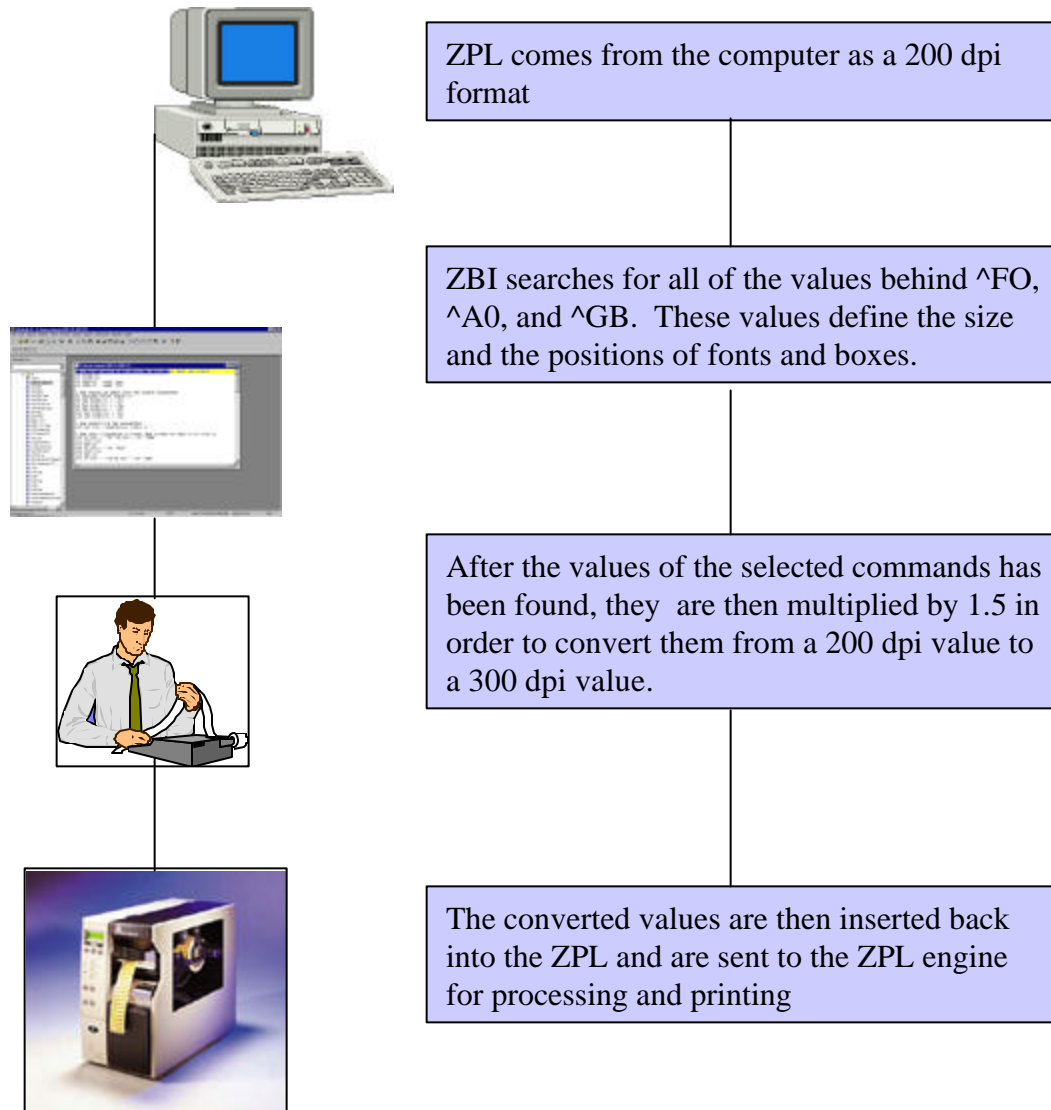 ZPL comes from the computer as a 200 dpi
format
ZBI searches for all of the values behind ^FO,
^A0, and ^GB.  These values define the size
and the positions of fonts and boxes.
After the values of the selected commands has
been found, they  are then multiplied by 1.5 in
order to convert them from a 200 dpi value to
a 300 dpi value.
The converted values are then inserted back
into the ZPL and are sent to the ZPL engine
for processing and printing